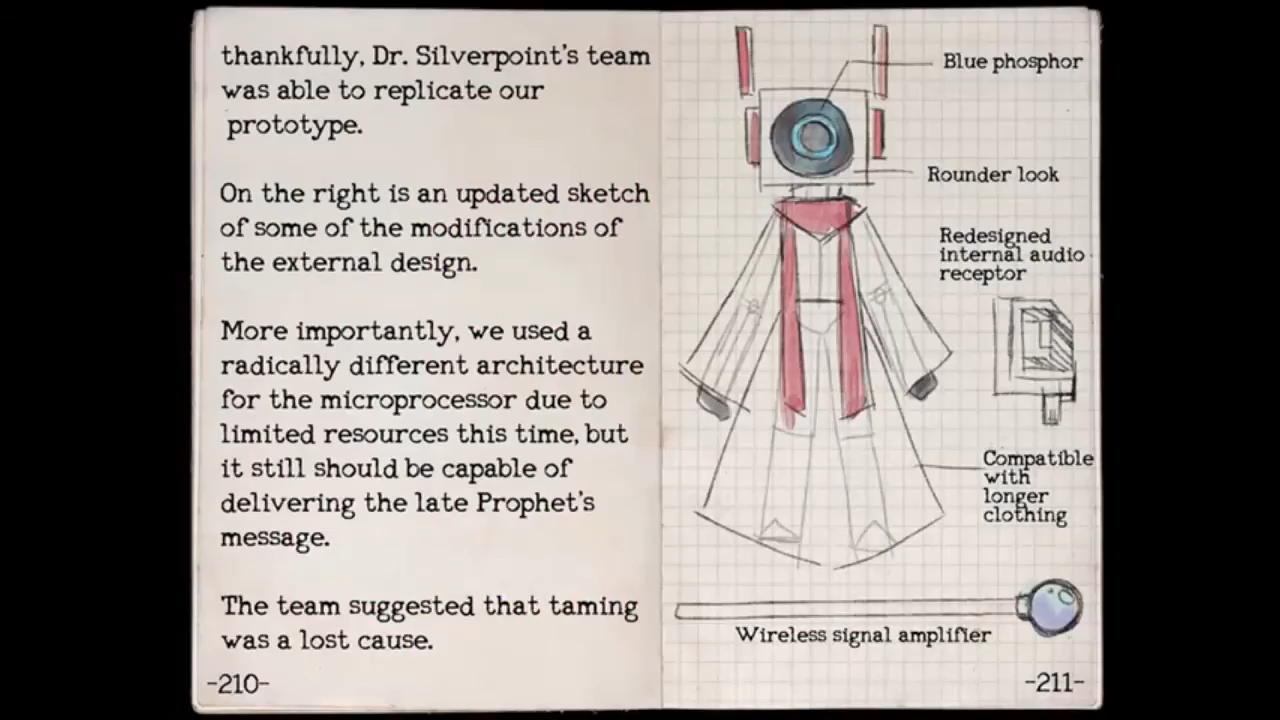 thankfully, Dr. Silverpoint's team
was able to replicate our
prototype.
On the right is an updated sketch
of some of the modifications of
the external design.
More importantly, we used a
radically different architecture
for the microprocessor due to
limited resources this time, but
it still should be capable of
delivering the late Prophet's
message.
The team suggested that taming
was a lost cause.
-210-
Blue phosphor
Rounder look
Redesigned
internal audio
receptor
Compatible
with
longer
clothing
Wireless signal amplifier
-211-